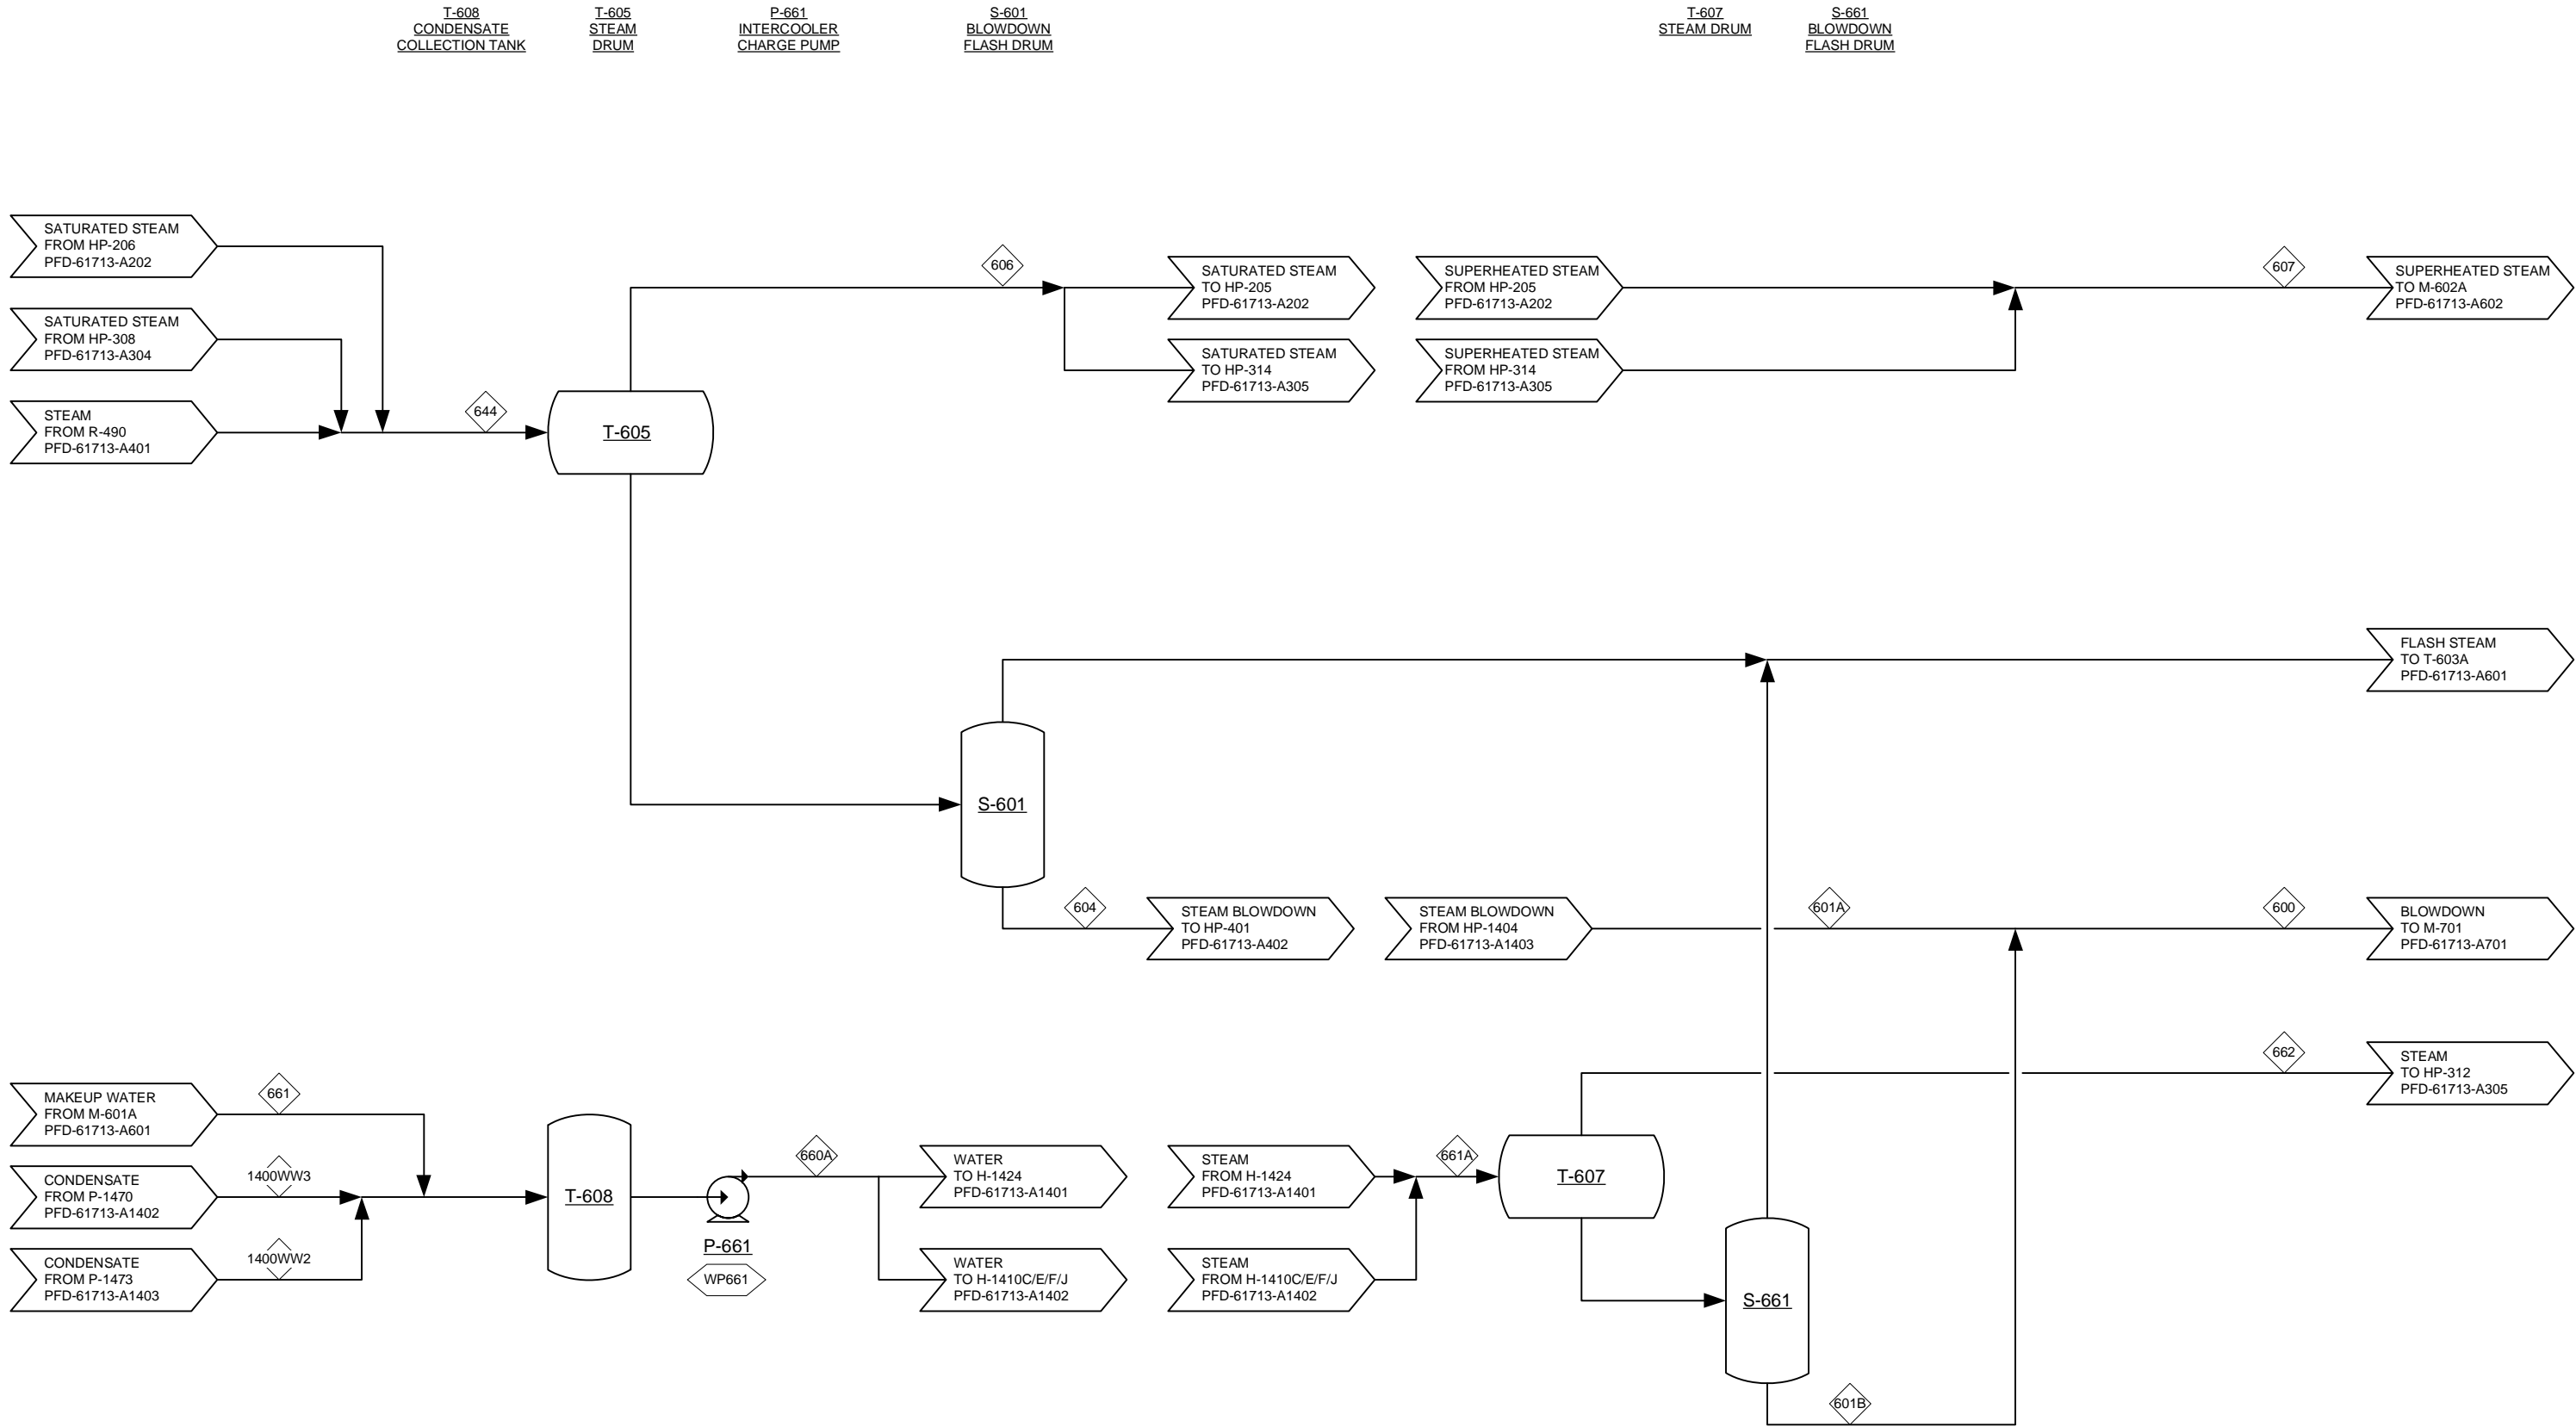 T-608
CONDENSATE
COLLECTION TANK
T-605
STEAM
DRUM
P-661
INTERCOOLER
CHARGE PUMP
S-601
BLOWDOWN
FLASH DRUM
T-607
STEAM DRUM
S-661
BLOWDOWN
FLASH DRUM
SATURATED STEAM
FROM HP-206
PFD-61713-A202
SATURATED STEAM
FROM HP-308
PFD-61713-A304
STEAM
FROM R-490
PFD-61713-A401
644
T-605
606
SATURATED STEAM
TO HP-205
PFD-61713-A202
SATURATED STEAM
TO HP-314
PFD-61713-A305
SUPERHEATED STEAM
FROM HP-205
PFD-61713-A202
SUPERHEATED STEAM
FROM HP-314
PFD-61713-A305
607
SUPERHEATED STEAM
TO M-602A
PFD-61713-A602
FLASH STEAM
TO T-603A
PFD-61713-A601
S-601
604
STEAM BLOWDOWN
TO HP-401
PFD-61713-A402
STEAM BLOWDOWN
FROM HP-1404
PFD-61713-A1403
601A
600
BLOWDOWN
TO M-701
PFD-61713-A701
662
STEAM
TO HP-312
PFD-61713-A305
MAKEUP WATER
FROM M-601A
PFD-61713-A601
661
CONDENSATE
FROM P-1470
PFD-61713-A1402
1400WW3
CONDENSATE
FROM P-1473
PFD-61713-A1403
1400WW2
T-608
P-661
WP661
660A
WATER
TO H-1424
PFD-61713-A1401
WATER
TO H-1410C/E/F/J
PFD-61713-A1402
STEAM
FROM H-1424
PFD-61713-A1401
STEAM
FROM H-1410C/E/F/J
PFD-61713-A1402
661A
T-607
S-661
601B